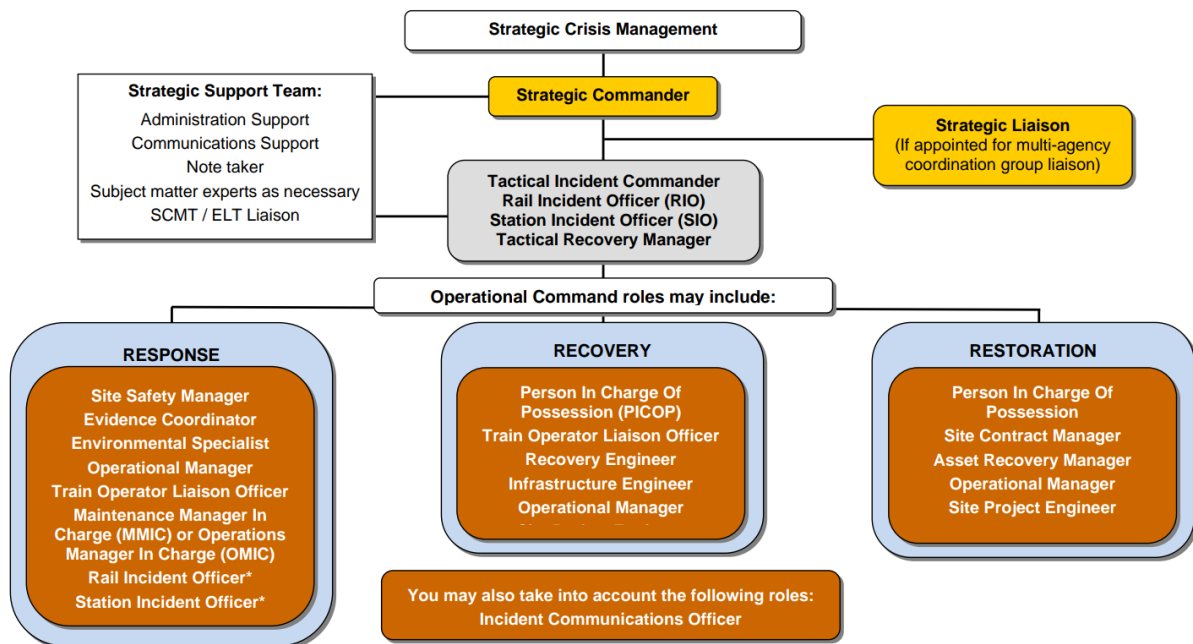 Strategic Crisis Management
Strategic Support Team:
Administration Support
Communications Support
Note taker
Subject matter experts as necessary
SCMT / ELT Liaison
Strategic Commander
Strategic Liaison
(If appointed for multi-agency
coordination group liaison)
Tactical Incident Commander
Rail Incident Officer (RIO)
Station Incident Officer (SIO)
Tactical Recovery Manager
Operational Command roles may include:
RESPONSE
Site Safety Manager
Evidence Coordinator
Environmental Specialist
Operational Manager
Train Operator Liaison Officer
Maintenance Manager In
Charge (MMIC) or Operations
Manager In Charge (OMIC)
Rail Incident Officer*
Station Incident Officer*
RECOVERY
Person In Charge Of
Possession (PICOP)
Train Operator Liaison Officer
Recovery Engineer
Infrastructure Engineer
Operational Manager
RESTORATION
Person In Charge Of
Possession
Site Contract Manager
Asset Recovery Manager
Operational Manager
Site Project Engineer
You may also take into account the following roles:
Incident Communications Officer